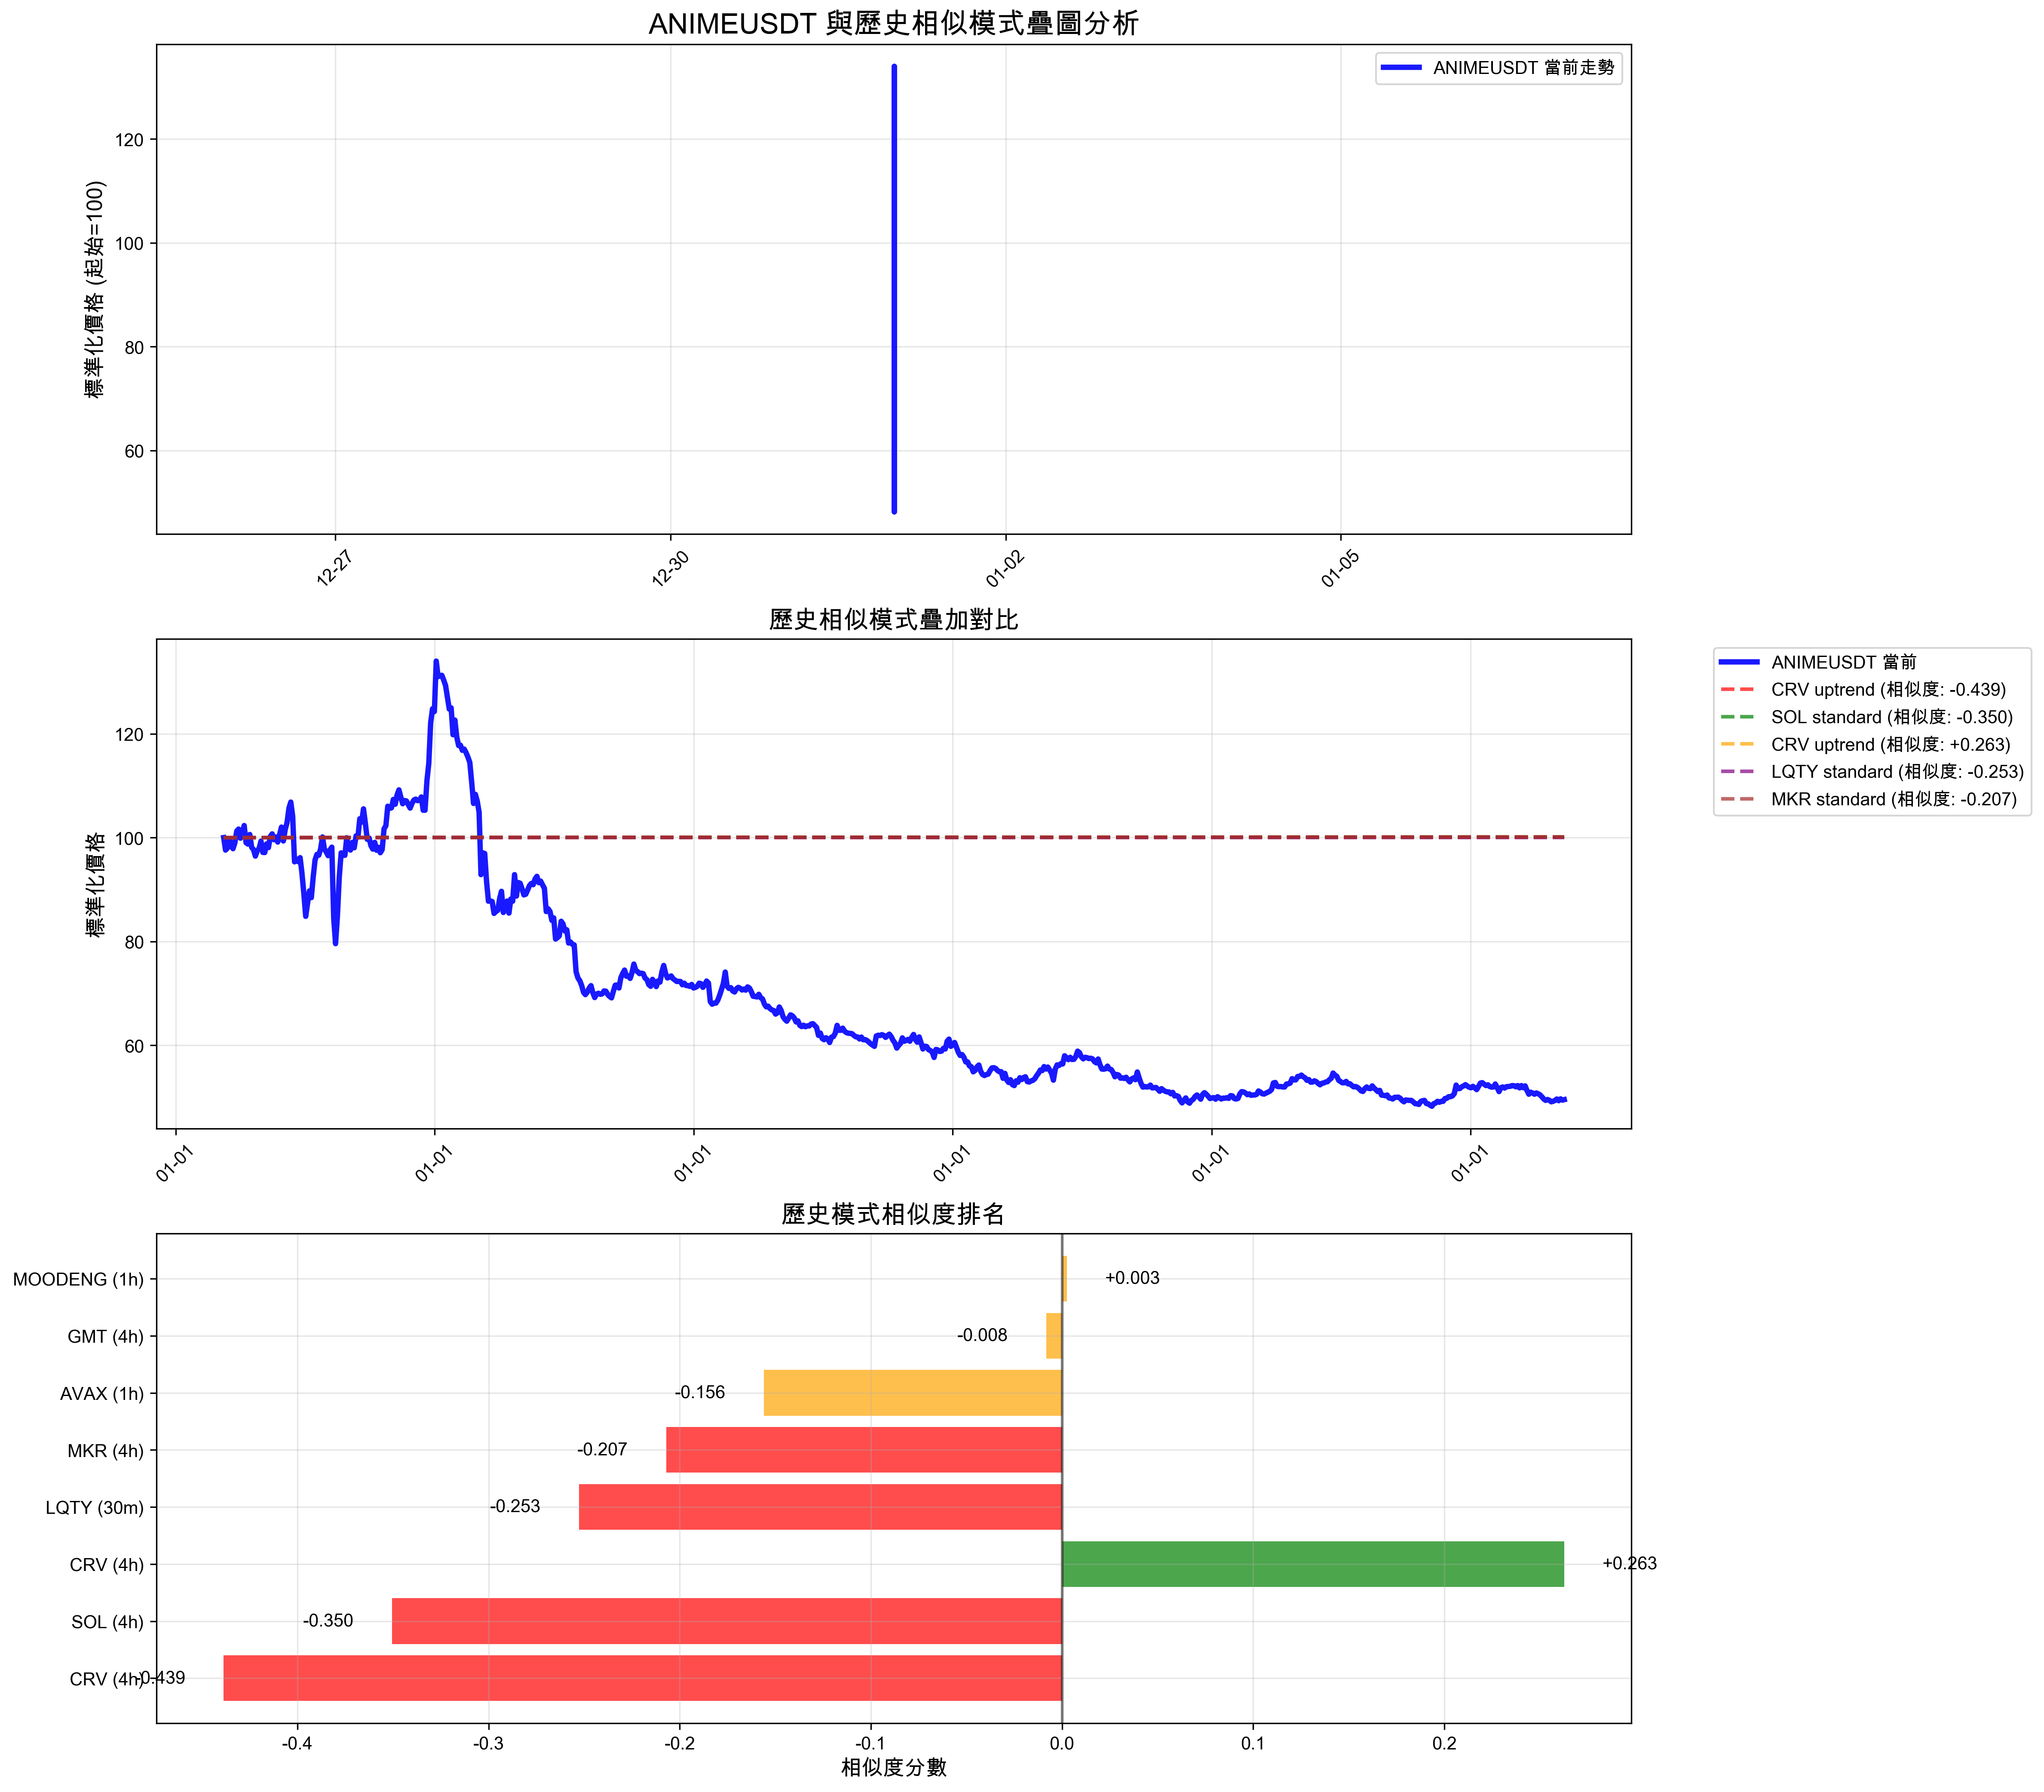 ANIMEUSDT 與歷史相似模式疊圖分析
ANIMEUSDT 當前走勢
標準化價格 (起始=100)
120
100
80
60
12-27
12-30
01-02
01-05
歷史相似模式疊加對比
ANIMEUSDT 當前
CRV uptrend (相似度: -0.439)
SOL standard (相似度: -0.350)
CRV uptrend (相似度: +0.263)
LQTY standard (相似度: -0.253)
MKR standard (相似度: -0.207)
標準化價格
120
100
80
60
01-01
01-01
01-01
01-01
01-01
01-01
歷史模式相似度排名
MOODENG (1h)
+0.003
GMT (4h)
-0.008
AVAX (1h)
-0.156
MKR (4h)
-0.207
LQTY (30m)
-0.253
CRV (4h)
+0.263
SOL (4h)
-0.350
CRV (4h)
-0.439
-0.4
-0.3
-0.2
-0.1
0.0
0.1
0.2
相似度分數